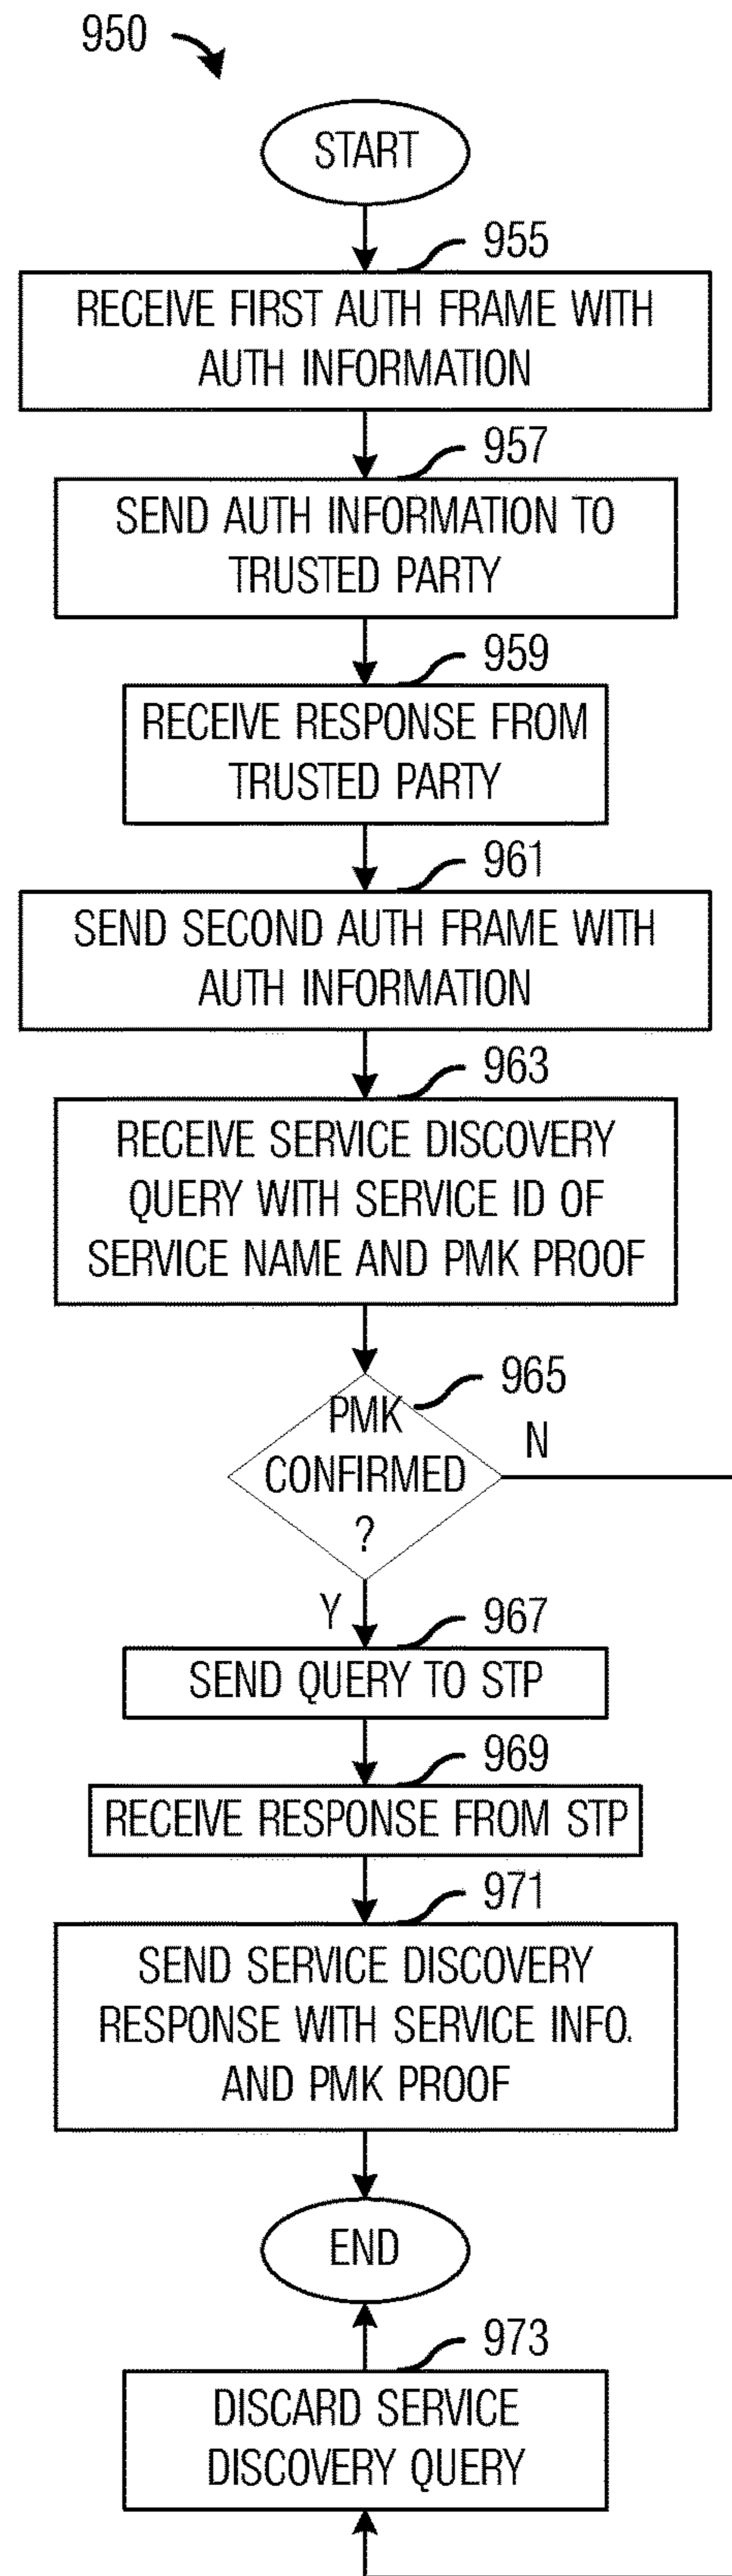 950
START
955
RECEIVE FIRST AUTH FRAME WITH
AUTH INFORMATION
957
SEND AUTH INFORMATION TO
TRUSTED PARTY
959
RECEIVE RESPONSE FROM
TRUSTED PARTY
961
SEND SECOND AUTH FRAME WITH
AUTH INFORMATION
963
RECEIVE SERVICE DISCOVERY
QUERY WITH SERVICE ID OF
SERVICE NAME AND PMK PROOF
965
PMK
CONFIRMED
?
N
Y
967
SEND QUERY TO STP
969
RECEIVE RESPONSE FROM STP
971
SEND SERVICE DISCOVERY
RESPONSE WITH SERVICE INFO.
AND PMK PROOF
END
973
DISCARD SERVICE
DISCOVERY QUERY